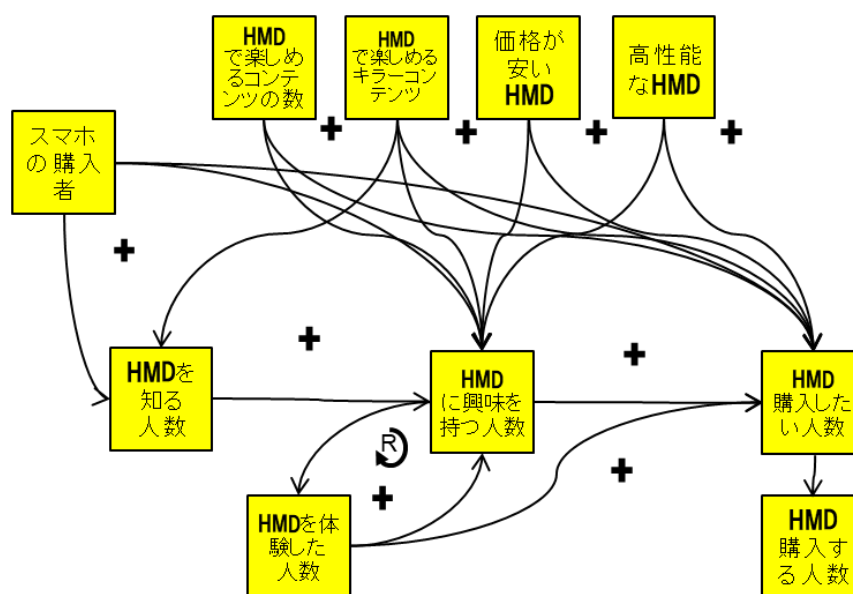 HMD
で楽しめ
るコンテ
ンツの数
HMD
で楽しめる
キラーコン
テンツ
価格が
安い
HMD
高性能
なHMD
スマホ
の購入
者
+
+
+
+
+
+
+
HMDを
知る
人数
HMD
に興味を
持つ人数
HMD
購入した
い人数
R
+
+
HMDを体
験した
人数
HMD
購入す
る人数